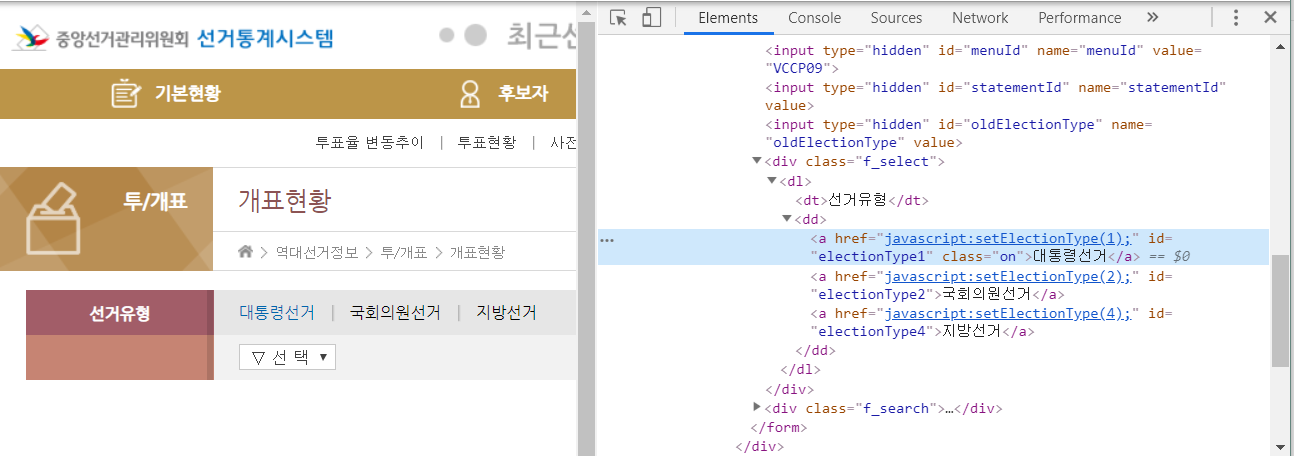 중앙선거관리위원회 선거통계시스템
최근선
기본현황 후보자
투표율 변동추이 | 투표현황 | 사전
투/개표
개표현황
> 역대선거정보 > 투/개표 > 개표현황
선거유형 대통령선거 | 국회의원선거 | 지방선거
▽ 선 택 ▼
Elements Console Sources Network Performance »
<input type="hidden" id="menuId" name="menuId" value=
"VCCP09">
<input type="hidden" id="statementId" name="statementId"
value>
<input type="hidden" id="oldElectionType" name=
"oldElectionType" value>
▼<div class="f_select">
▼<dl>
<dt>선거유형</dt>
▼<dd>
… <a href="javascript:setElectionType(1);" id=
"electionType1" class="on">대통령선거</a> == $0
<a href="javascript:setElectionType(2);" id=
"electionType2">국회의원선거</a>
<a href="javascript:setElectionType(4);" id=
"electionType4">지방선거</a>
</dd>
</dl>
</div>
▶<div class="f_search">…</div>
</form>
</div>